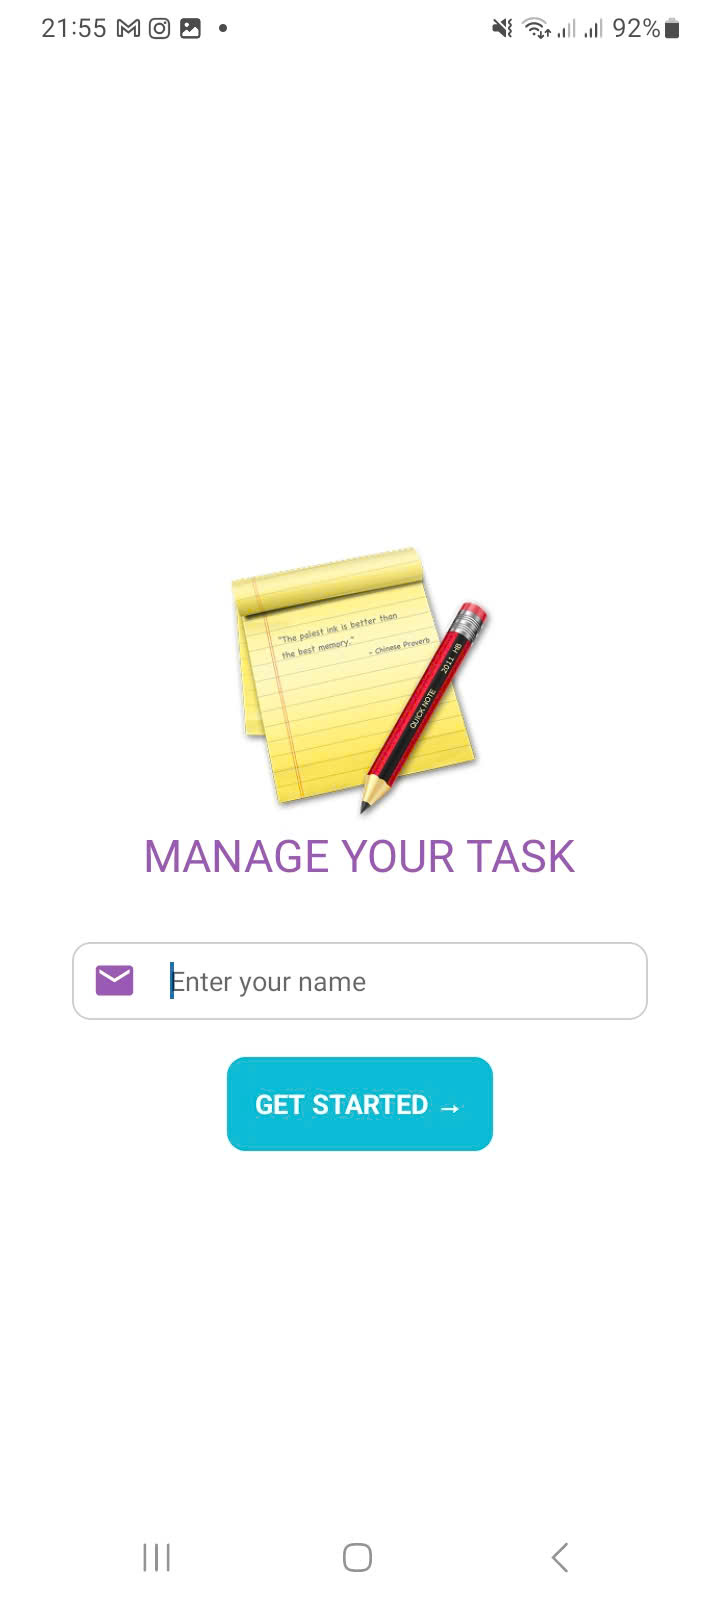 21:55 92%
"The palest ink is better than
the best memory."
- Chinese Proverb
QUICK NOTE 2011 HB
MANAGE YOUR TASK
Enter your name
GET STARTED →